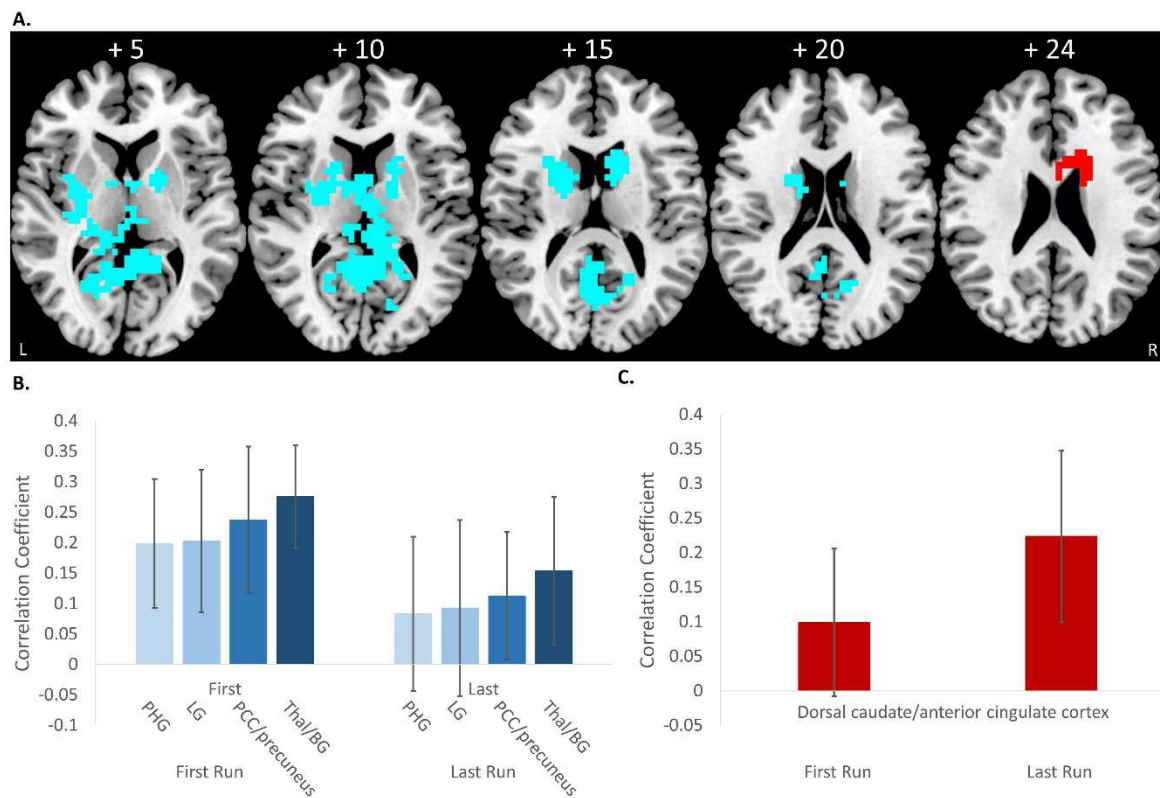 A.
+ 5 + 10 + 15 + 20 + 24
L R
B.
0.4
0.35
0.3
0.25
0.2
0.15
0.1
0.05
0
-0.05
-0.1
Correlation Coefficient
First Last
PHG LG PCC/precuneus Thal/BG PHG LG PCC/precuneus Thal/BG
First Run Last Run
C.
0.4
0.35
0.3
0.25
0.2
0.15
0.1
0.05
0
-0.05
Correlation Coefficient
Dorsal caudate/anterior cingulate cortex
First Run Last Run